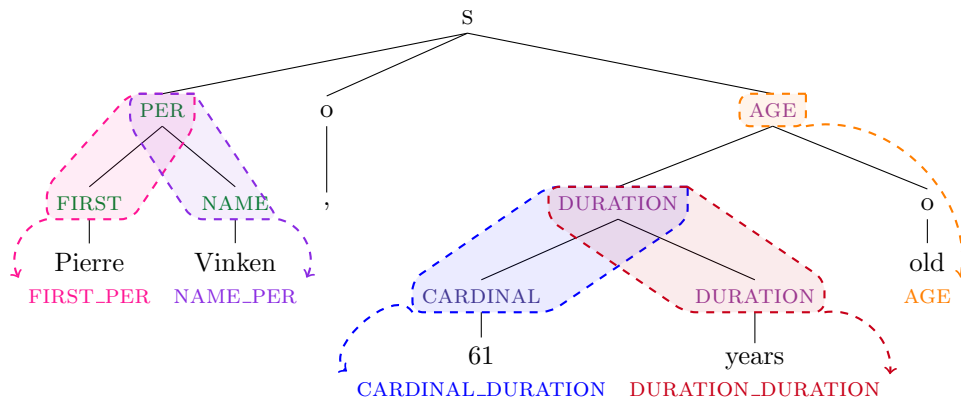 S
PER O AGE
FIRST NAME , DURATION O
Pierre Vinken old
FIRST_PER NAME_PER CARDINAL DURATION AGE
61 years
CARDINAL_DURATION DURATION_DURATION